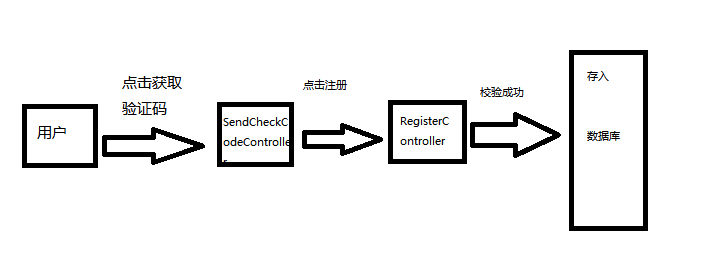 用户
点击获取
验证码
SendCheckC
odeControlle
r
点击注册
RegisterC
ontroller
校验成功
存入
数据库